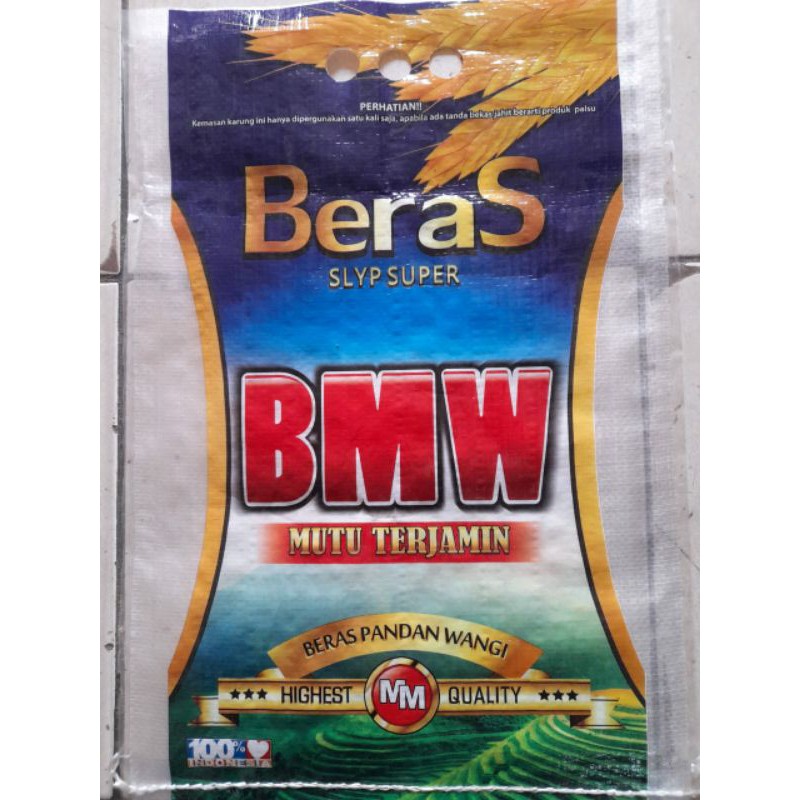 PERHATIAN!!
Kemasan karung ini hanya dipergunakan satu kali saja, apabila ada tanda bekas jahit berarti produk palsu
BeraS
SLYP SUPER
BMW
MUTU TERJAMIN
BERAS PANDAN WANGI
HIGHEST MM QUALITY
100% INDONESIA